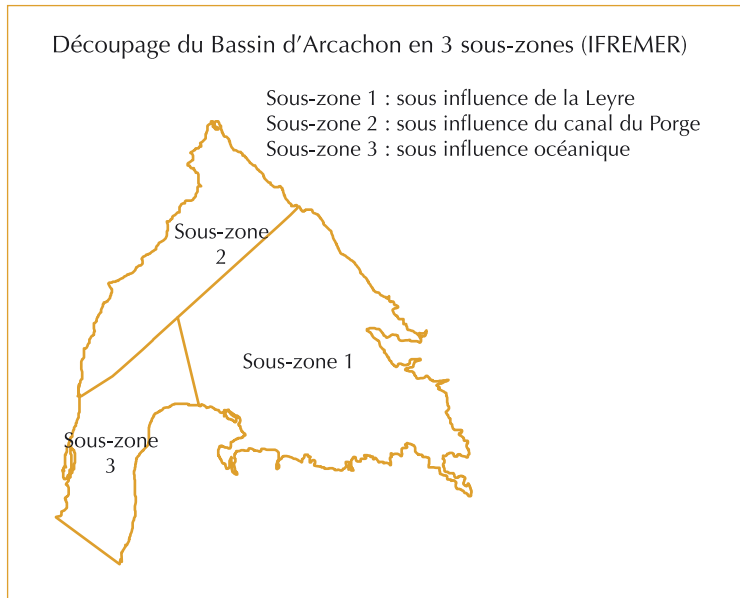 Découpage du Bassin d’Arcachon en 3 sous-zones (IFREMER)
Sous-zone 1 : sous influence de la Leyre
Sous-zone 2 : sous influence du canal du Porge
Sous-zone 3 : sous influence océanique
Sous-zone
2
Sous-zone 1
Sous-zone
3